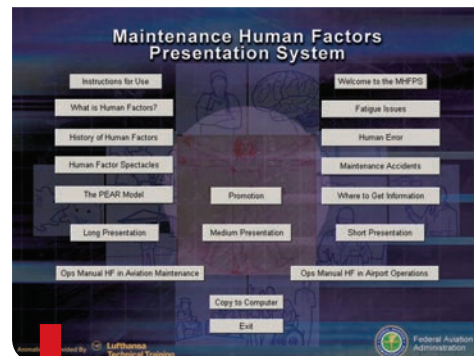 Maintenance Human Factors
Presentation System
Instructions for Use
Welcome to the MHFPS
What is Human Factors?
Fatigue Issues
History of Human Factors
Human Error
Human Factor Spectacles
Maintenance Accidents
The PEAR Model
Promotion
Where to Get Information
Long Presentation
Medium Presentation
Short Presentation
Ops Manual HF in Aviation Maintenance
Ops Manual HF in Airport Operations
Copy to Computer
Exit
vided By Lufthansa
Technical Training
Federal Aviation
Administration